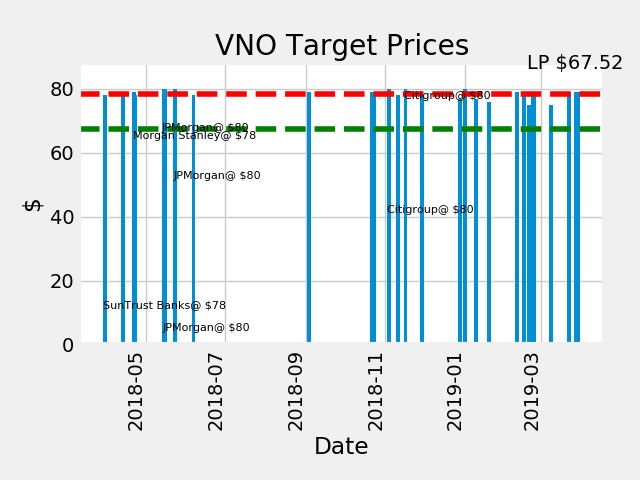 VNO Target Prices
LP $67.52
80
Citigroup@ $80
JPMorgan@ $80
Morgan Stanley@ $78
60
JPMorgan@ $80
Citigroup@ $80
$
40
20
SunTrust Banks@ $78
JPMorgan@ $80
0
2018-05
2018-07
2018-09
2018-11
2019-01
2019-03
Date